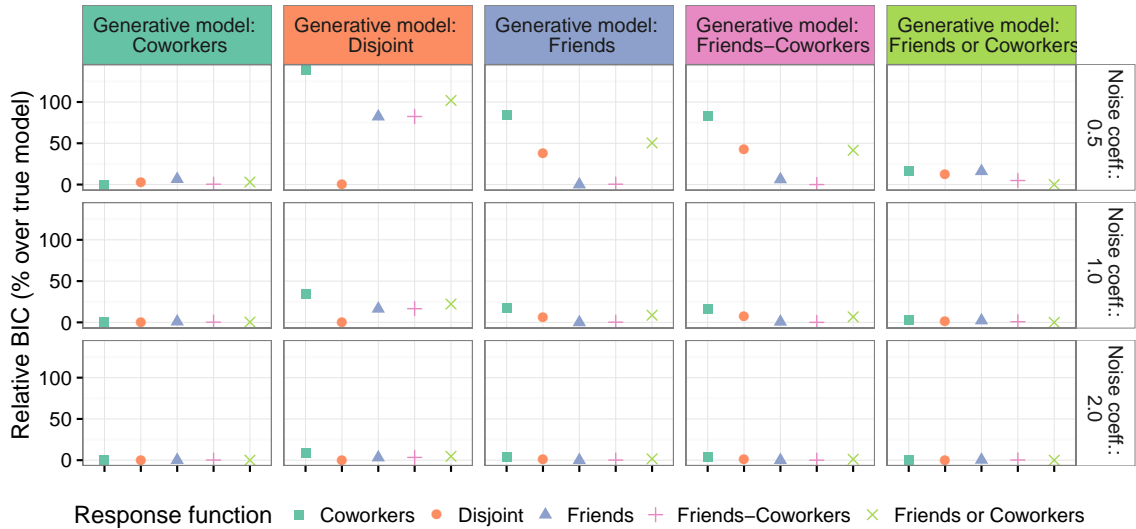 Generative model:
Coworkers
Generative model:
Disjoint
Generative model:
Friends
Generative model:
Friends−Coworkers
Generative model:
Friends or Coworkers
Relative BIC (% over true model)
100
50
0
Noise coeff.:
0.5
100
50
0
Noise coeff.:
1.0
100
50
0
Noise coeff.:
2.0
Response function Coworkers Disjoint Friends Friends−Coworkers Friends or Coworkers